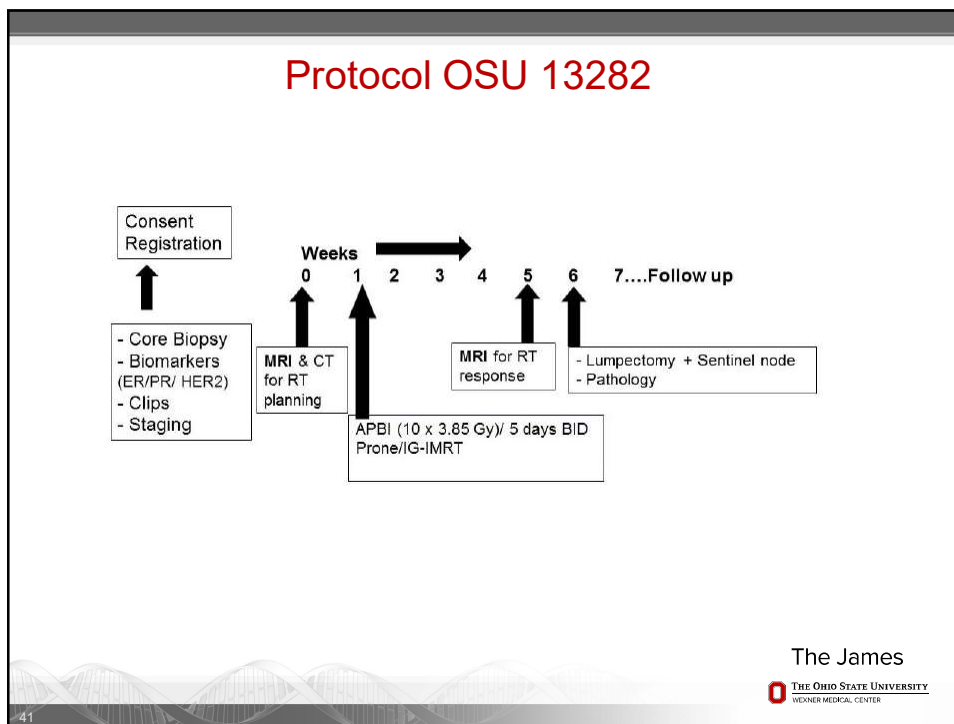 Protocol OSU 13282
Consent
Registration
Weeks
0 1 2 3 4 5 6 7....Follow up
- Core Biopsy
- Biomarkers
(ER/PR/ HER2)
- Clips
- Staging
MRI & CT
for RT
planning
MRI for RT
response
- Lumpectomy + Sentinel node
- Pathology
APBI (10 x 3.85 Gy)/ 5 days BID
Prone/IG-IMRT
The James
THE OHIO STATE UNIVERSITY
WEXNER MEDICAL CENTER
41